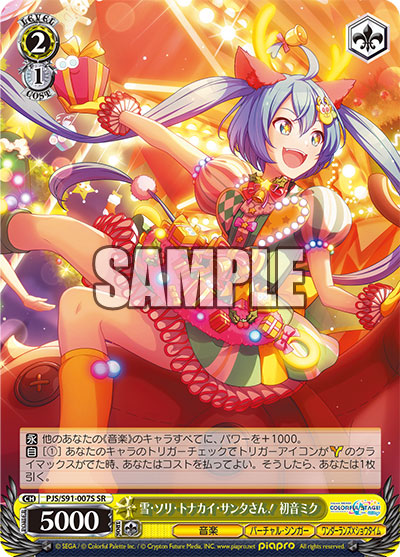 LEVEL
2
1
COST
SAMPLE
永 他のあなたの《音楽》のキャラすべてに、パワーを+1000。
自 [①] あなたのキャラのトリガーチェックでトリガーアイコンが の
クライマックスがでた時、あなたはコストを払ってよい。そうしたら、あなたは1枚
引く。
CH PJS/S91-007S SR
雪・ソリ・トナカイ・サンタさん! 初音ミク
POWER 5000
音楽 バーチャル・シンガー ワンダーランズ×ショウタイム
© SEGA / © Colorful Palette Inc. / © Crypton Future Media, INC. www.piapro.net piapro All rights reserved.